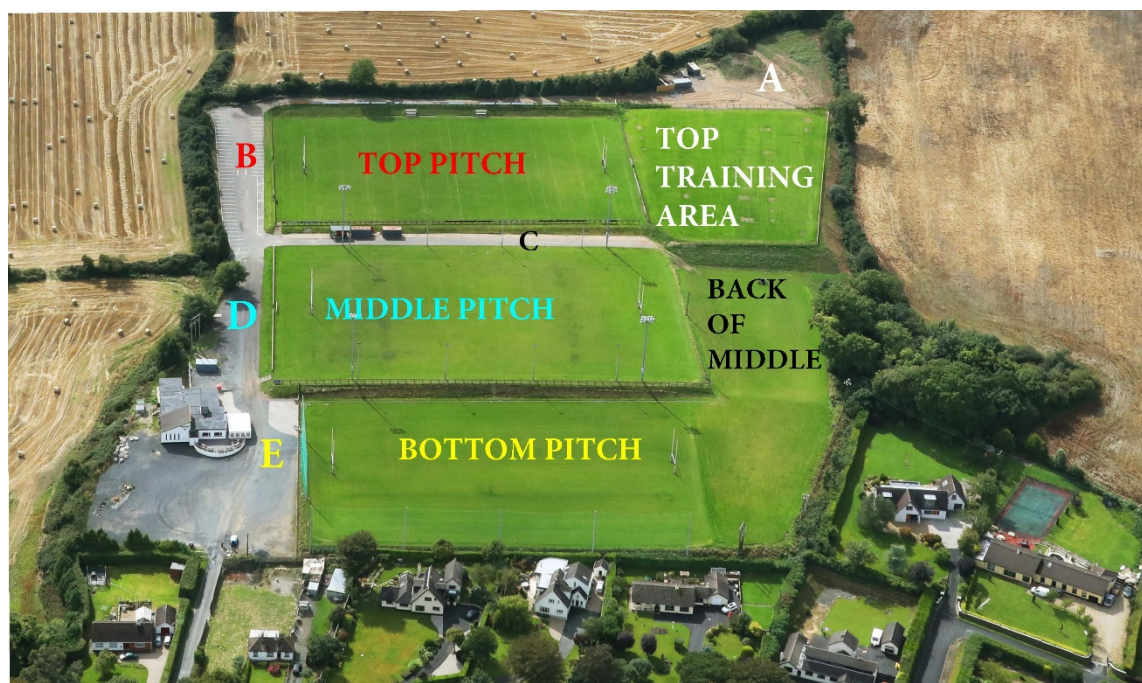 A
B
TOP PITCH
TOP
TRAINING
AREA
C
D
MIDDLE PITCH
BACK
OF
MIDDLE
E
BOTTOM PITCH